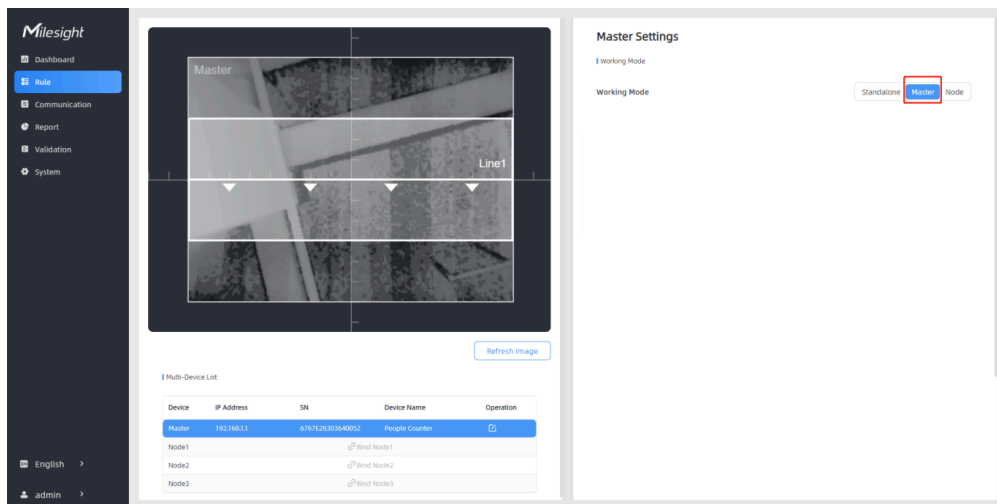 Milesight
Dashboard
Rule
Communication
Report
Validation
System
English
admin
Master
Line1
Refresh Image
Multi-Device List
Device IP Address SN Device Name Operation
Master 192.168.1.1 6767E28303640052 People Counter
Node1 Bind Node1
Node2 Bind Node2
Node3 Bind Node3
Master Settings
Working Mode
Working Mode Standalone Master Node